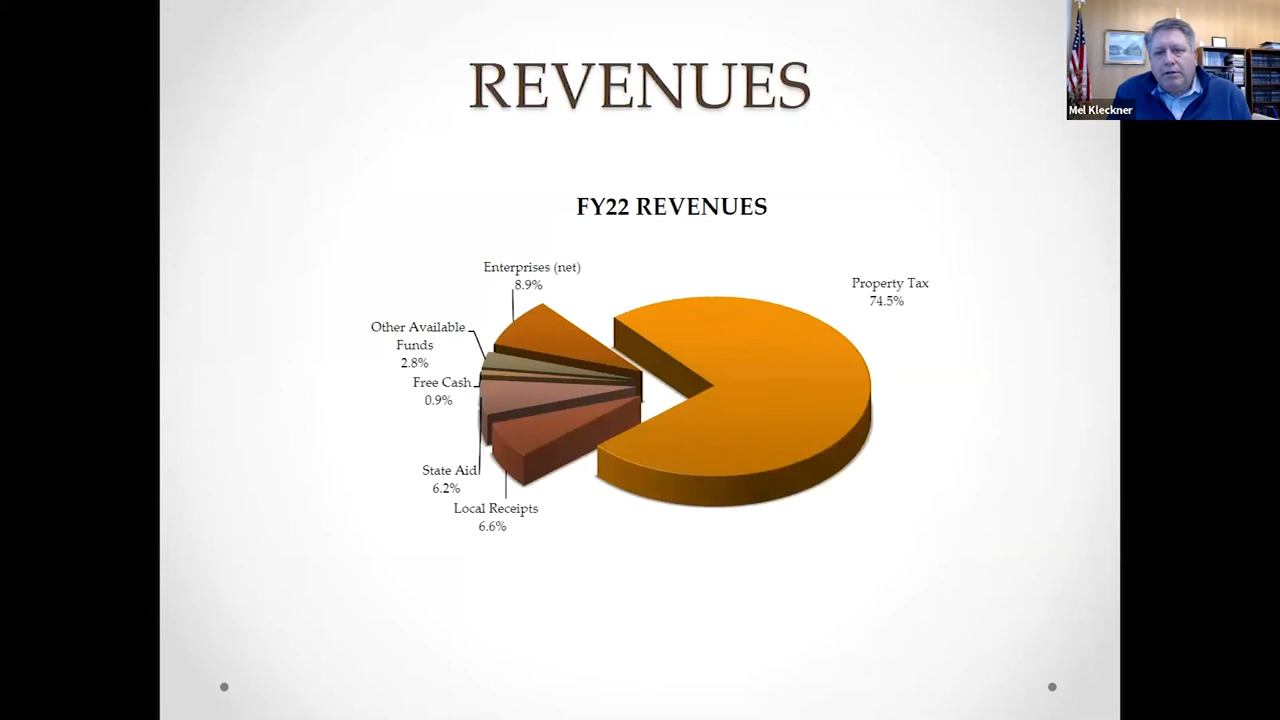 REVENUES
Mel Kleckner
FY22 REVENUES
Enterprises (net)
8.9%
Property Tax
74.5%
Other Available
Funds
2.8%
Free Cash
0.9%
State Aid
6.2%
Local Receipts
6.6%